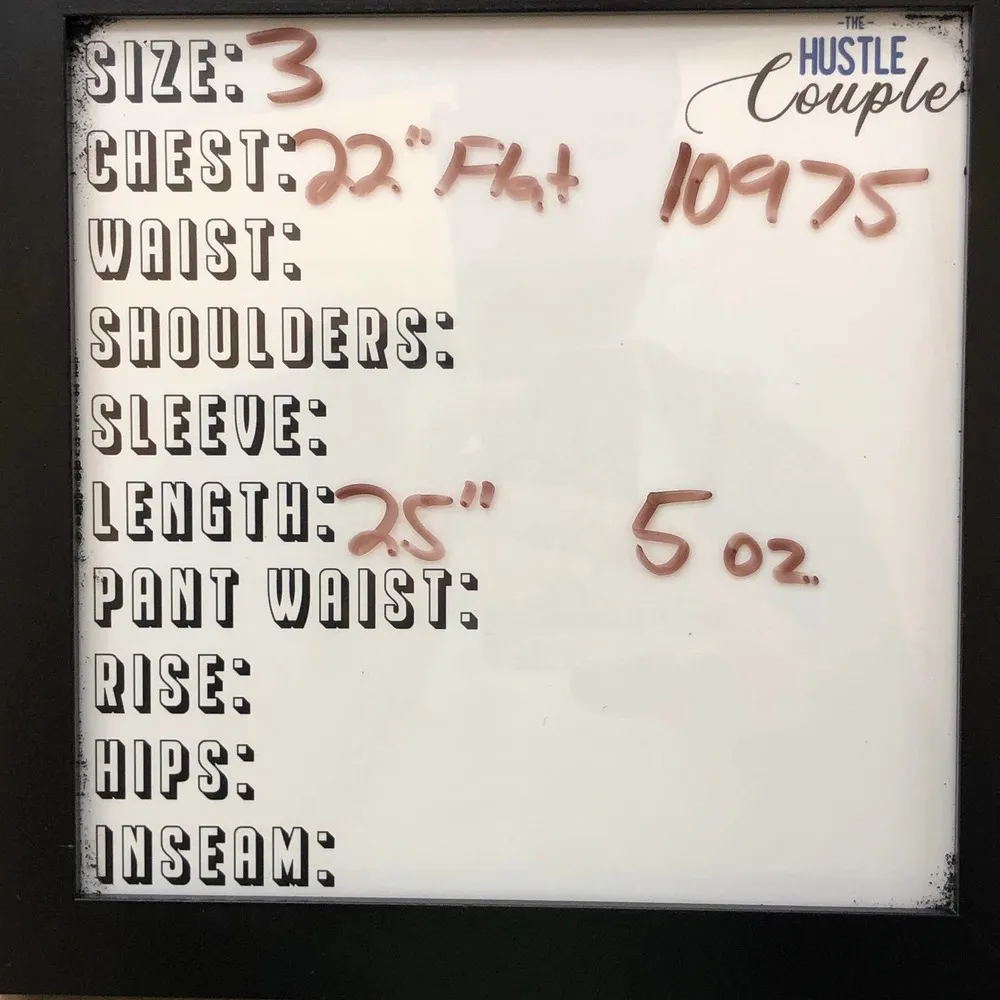 -THE-
HUSTLE
Couple
SIZE: 3
CHEST: 22" Flat 10975
WAIST:
SHOULDERS:
SLEEVE:
LENGTH: 25" 5 oz.
PANT WAIST:
RISE:
HIPS:
INSEAM: